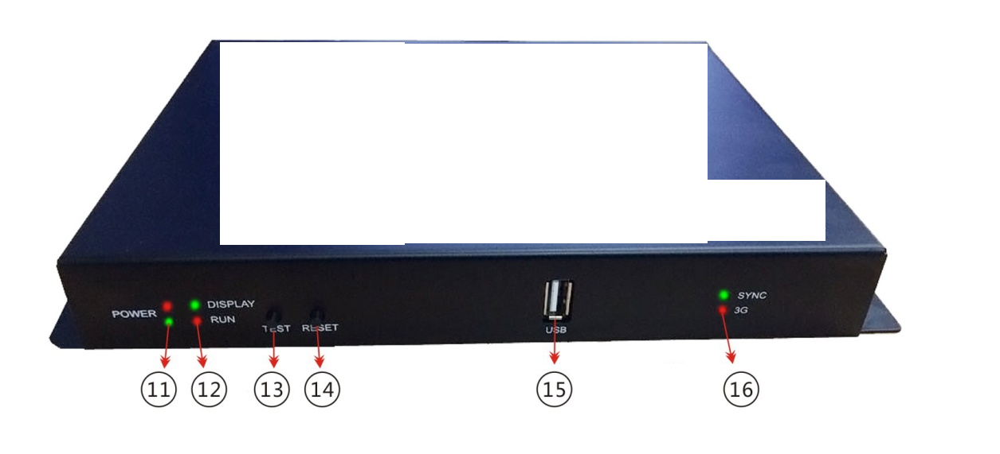 POWER
DISPLAY
RUN
TEST
RESET
USB
SYNC
3G
11
12
13
14
15
16